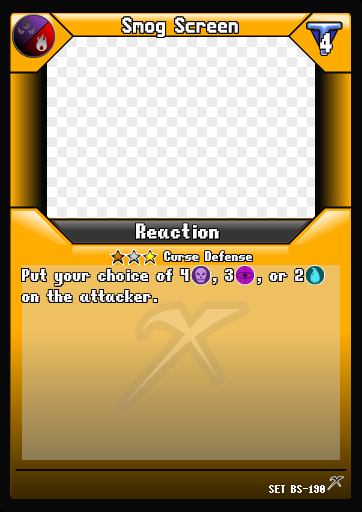 Smog Screen
4
Reaction
Curse Defense
Put your choice of 4, 3, or 2
on the attacker.
SET BS-190